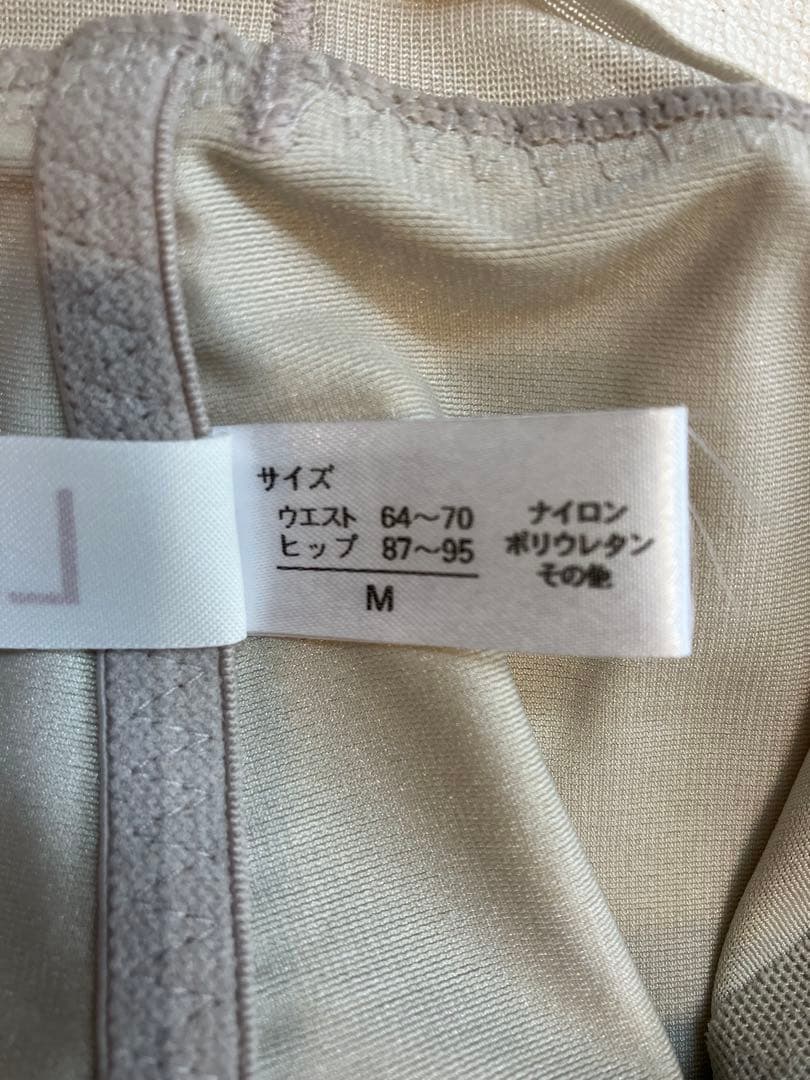 サイズ
ウエスト 64〜70
ヒップ 87〜95
M
ナイロン
ポリウレタン
その他